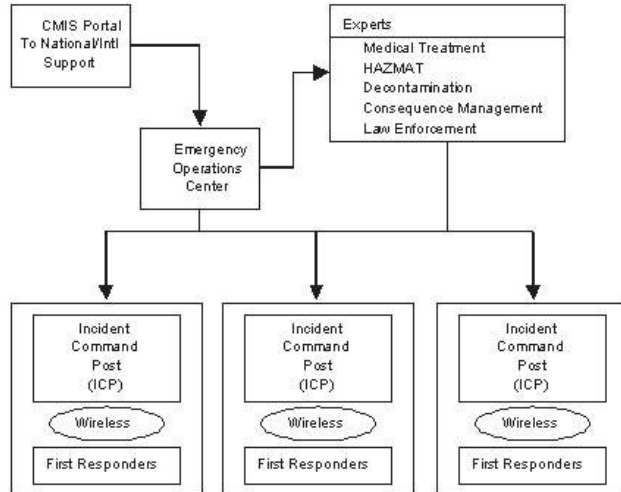 CMIS Portal
To National/Intl
Support
Experts
Medical Treatment
HAZMAT
Decontamination
Consequence Management
Law Enforcement
Emergency
Operations
Center
Incident
Command
Post
(ICP)
Wireless
First Responders
Incident
Command
Post
(ICP)
Wireless
First Responders
Incident
Command
Post
(ICP)
Wireless
First Responders